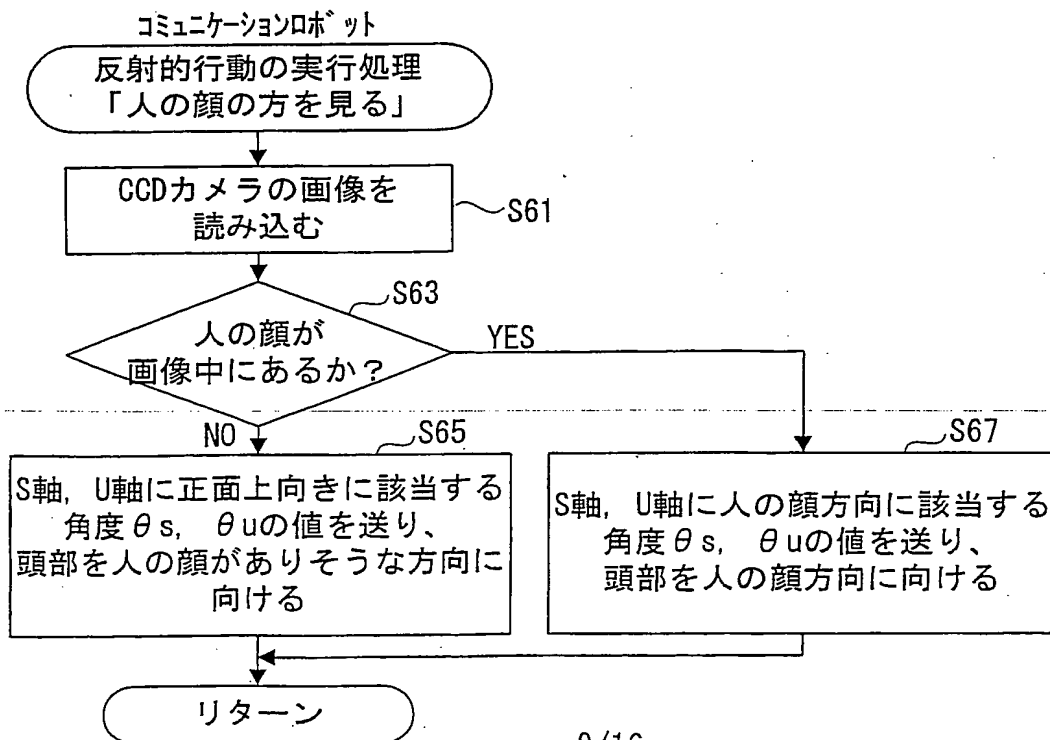 コミュニケーションロボット
反射的行動の実行処理
「人の顔の方を見る」
CCDカメラの画像を
読み込む
S61
S63
人の顔が
画像中にあるか？
YES
NO
S65
S軸，U軸に正面上向きに該当する
角度θs，θuの値を送り、
頭部を人の顔がありそうな方向に
向ける
S67
S軸，U軸に人の顔方向に該当する
角度θs，θuの値を送り、
頭部を人の顔方向に向ける
リターン